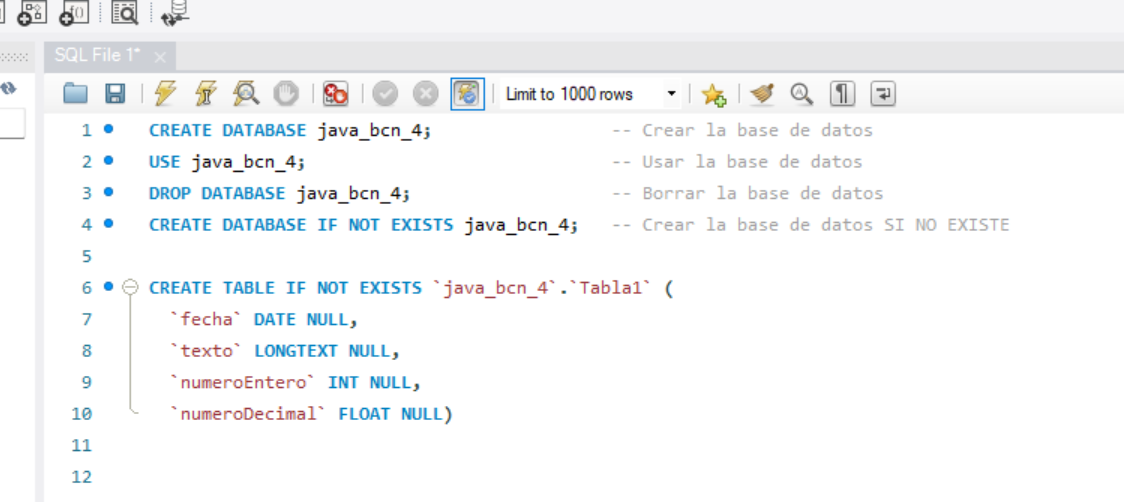 SQL File 1*
Limit to 1000 rows
1 CREATE DATABASE java_bcn_4; -- Crear la base de datos
2 USE java_bcn_4; -- Usar la base de datos
3 DROP DATABASE java_bcn_4; -- Borrar la base de datos
4 CREATE DATABASE IF NOT EXISTS java_bcn_4; -- Crear la base de datos SI NO EXISTE
5
6 CREATE TABLE IF NOT EXISTS `java_bcn_4`.`Tabla1` (
7 `fecha` DATE NULL,
8 `texto` LONGTEXT NULL,
9 `numeroEntero` INT NULL,
10 `numeroDecimal` FLOAT NULL)
11
12